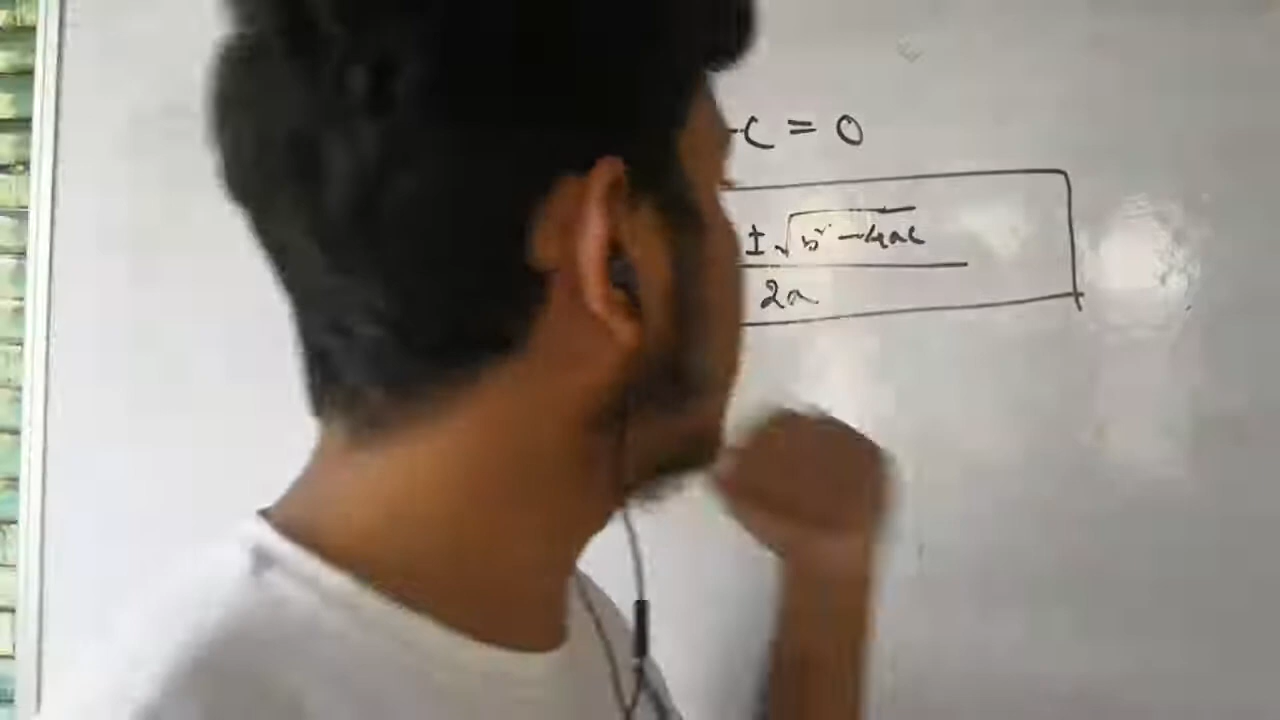 -c = 0
± √b² - 4ac
2a